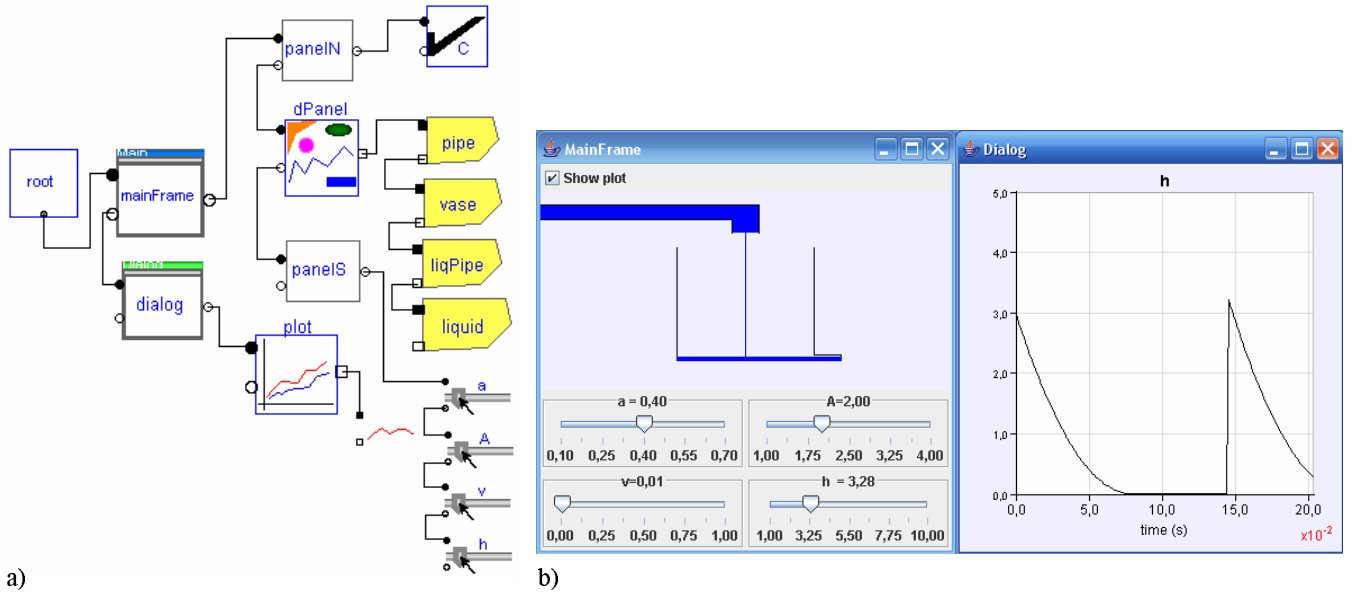 panelN
C
dPanel
pipe
root
Main
mainFrame
vase
panelS
liqPipe
dialog
liquid
plot
a
A
v
h
a)
MainFrame
Show plot
a = 0,40
0,10 0,25 0,40 0,55 0,70
A=2,00
1,00 1,75 2,50 3,25 4,00
v=0,01
0,00 0,25 0,50 0,75 1,00
h = 3,28
1,00 3,25 5,50 7,75 10,00
Dialog
h
5,0
4,0
3,0
2,0
1,0
0,0
0,0 5,0 10,0 15,0 20,0
time (s)
x10⁻²
b)